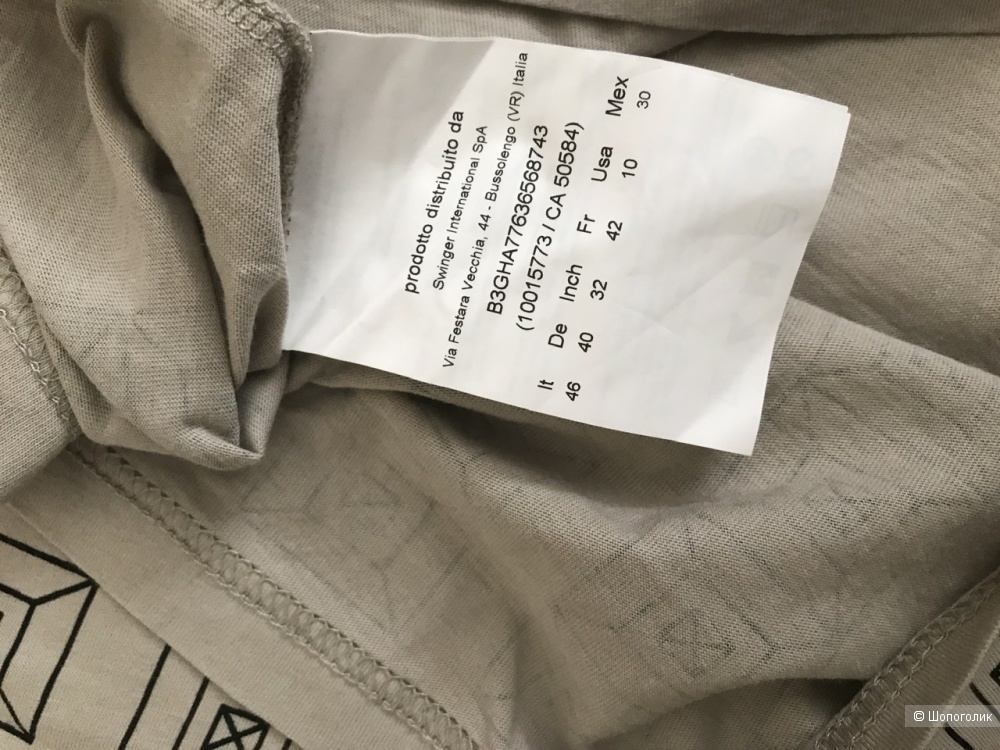 prodotto distribuito da
Swinger International SpA
Via Festara Vecchia, 44 - Bussolengo (VR) Italia
B3GHA77636568743
(10015773 / CA 50584)
It De Inch Fr Usa Mex
46 40 32 42 10 30
© Шопоголик